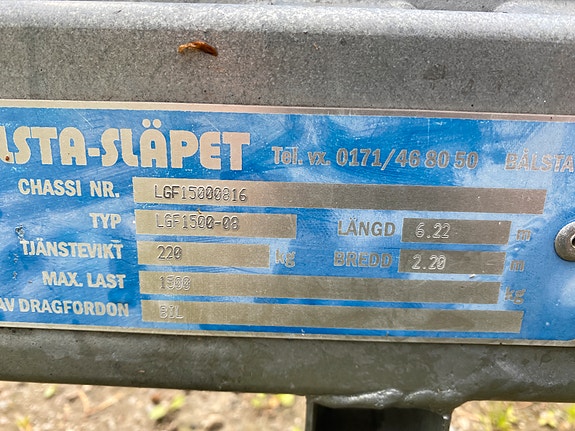 LSTA-SLÄPET Tel. vx. 0171/46 80 50 BÅLSTA
CHASSI NR. LGF15000816
TYP LGF1500-08 LÄNGD 6.22 m
TJÄNSTEVIKT 220 kg BREDD 2.20 m
MAX. LAST 1500 kg
AV DRAGFORDON BIL